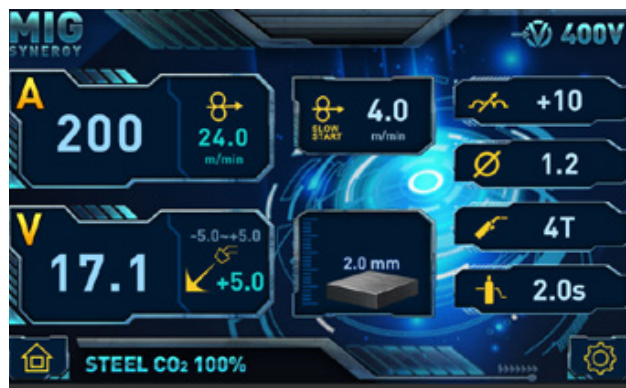 MIG
SYNERGY
400V
A
200
24.0
m/min
SLOW
START
4.0
m/min
+10
Ø
1.2
V
17.1
-5.0~+5.0
+5.0
2.0 mm
4T
2.0s
STEEL CO₂ 100%